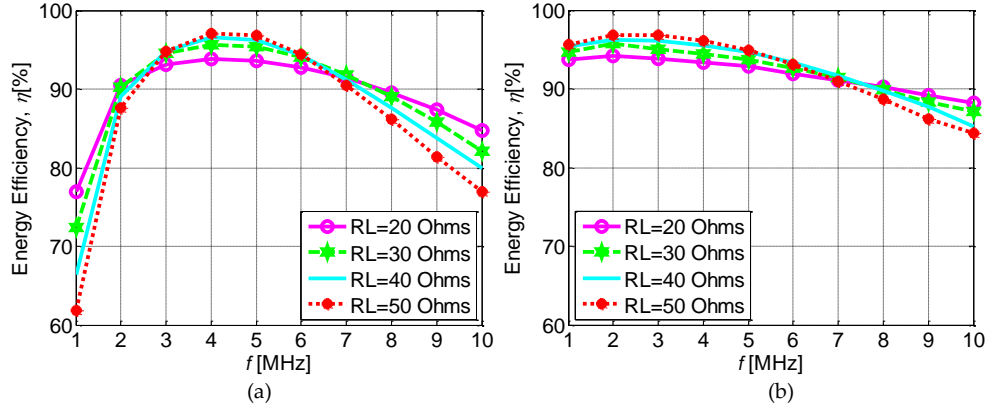 100
90
80
70
60
Energy Efficiency, η[%]
RL=20 Ohms
RL=30 Ohms
RL=40 Ohms
RL=50 Ohms
1 2 3 4 5 6 7 8 9 10
f [MHz]
(a)
100
90
80
70
60
Energy Efficiency, η[%]
RL=20 Ohms
RL=30 Ohms
RL=40 Ohms
RL=50 Ohms
1 2 3 4 5 6 7 8 9 10
f [MHz]
(b)